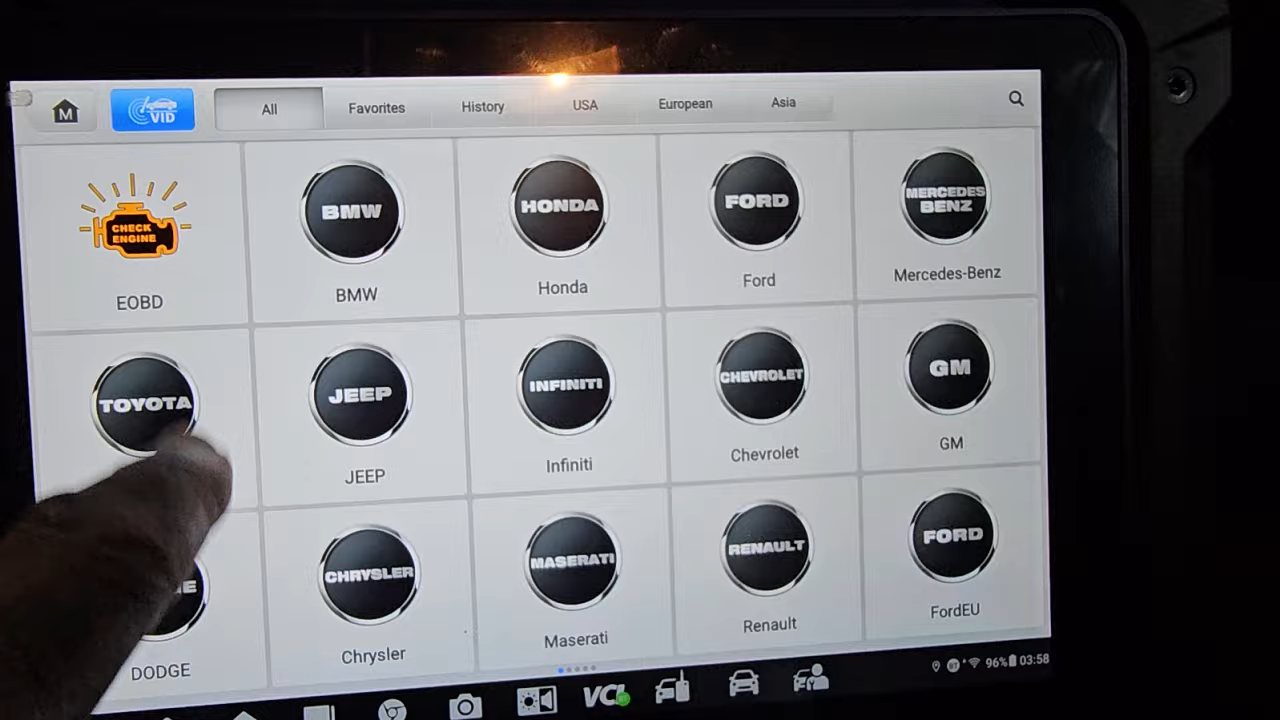 M
VID
All
Favorites
History
USA
European
Asia
CHECK
ENGINE
EOBD
BMW
BMW
HONDA
Honda
FORD
Ford
MERCEDES
BENZ
Mercedes-Benz
TOYOTA
JEEP
JEEP
INFINITI
Infiniti
CHEVROLET
Chevrolet
GM
GM
DODGE
CHRYSLER
Chrysler
MASERATI
Maserati
RENAULT
Renault
FORD
FordEU
VCI
96%
03:58